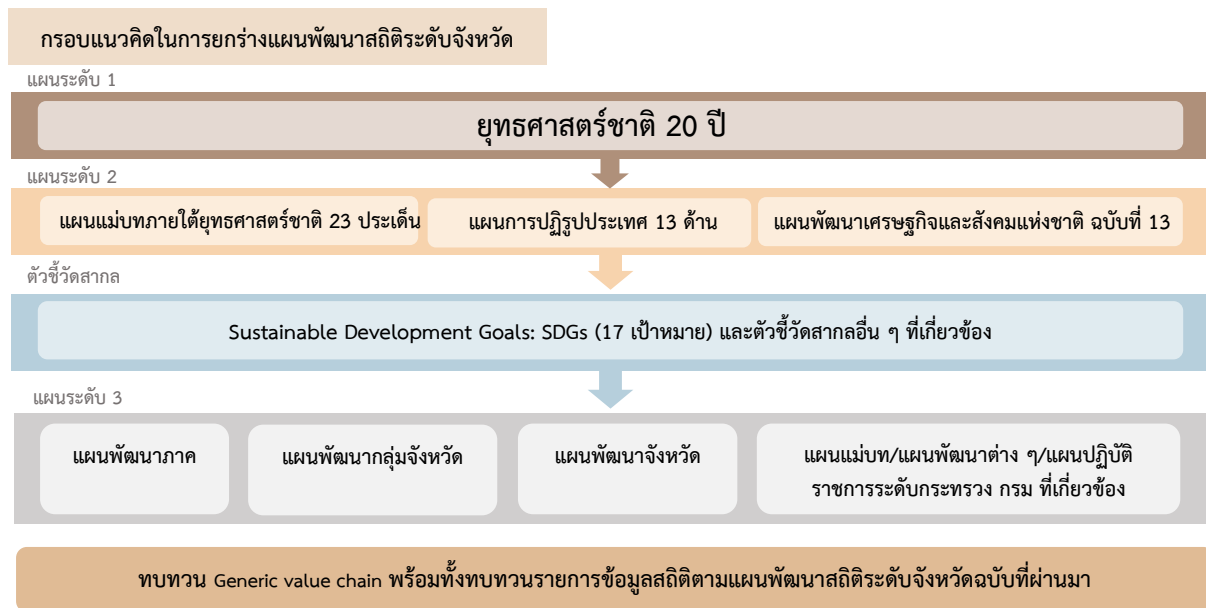 กรอบแนวคิดในการยกร่างแผนพัฒนาสถิติระดับจังหวัด
แผนระดับ 1
ยุทธศาสตร์ชาติ 20 ปี
แผนระดับ 2
แผนแม่บทภายใต้ยุทธศาสตร์ชาติ 23 ประเด็น
แผนการปฏิรูปประเทศ 13 ด้าน
แผนพัฒนาเศรษฐกิจและสังคมแห่งชาติ ฉบับที่ 13
ตัวชี้วัดสากล
Sustainable Development Goals: SDGs (17 เป้าหมาย) และตัวชี้วัดสากลอื่น ๆ ที่เกี่ยวข้อง
แผนระดับ 3
แผนพัฒนาภาค
แผนพัฒนากลุ่มจังหวัด
แผนพัฒนาจังหวัด
แผนแม่บท/แผนพัฒนาต่าง ๆ/แผนปฏิบัติ
ราชการระดับกระทรวง กรม ที่เกี่ยวข้อง
ทบทวน Generic value chain พร้อมทั้งทบทวนรายการข้อมูลสถิติตามแผนพัฒนาสถิติระดับจังหวัดฉบับที่ผ่านมา